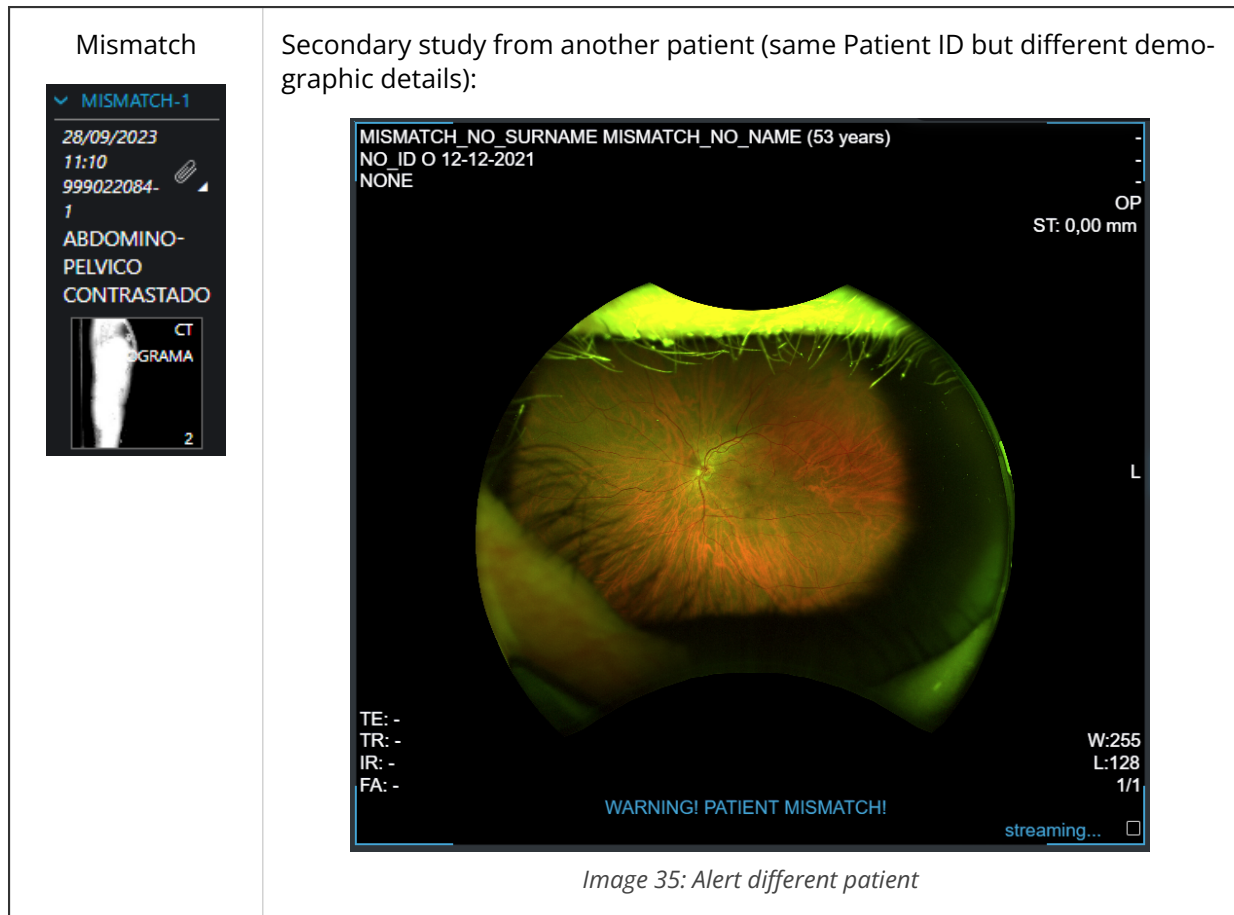 Mismatch
MISMATCH-1
28/09/2023
11:10
999022084-
1
ABDOMINO-
PELVICO
CONTRASTADO
CT
GRAMA
2
Secondary study from another patient (same Patient ID but different demo-
graphic details):
MISMATCH_NO_SURNAME MISMATCH_NO_NAME (53 years) -
NO_ID O 12-12-2021 -
NONE -
OP
ST: 0,00 mm
L
TE: -
TR: -
IR: -
FA: -
W:255
L:128
1/1
WARNING! PATIENT MISMATCH!
streaming...
Image 35: Alert different patient